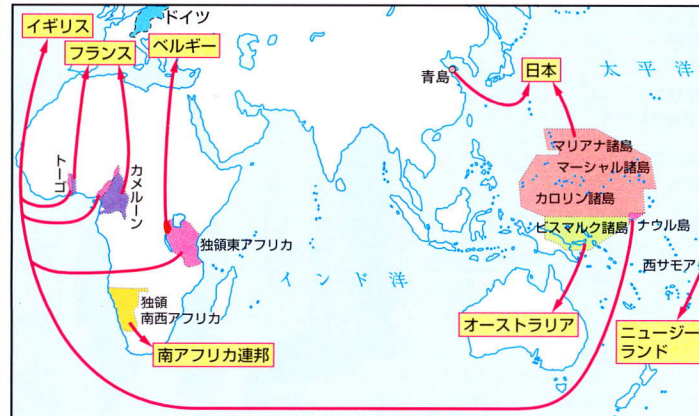 イギリス
ドイツ
フランス
ベルギー
青島
日本
太平洋
マリアナ諸島
マーシャル諸島
カロリン諸島
ビスマルク諸島
ナウル島
西サモア
トーゴ
カメルーン
独領東アフリカ
インド洋
独領
南西アフリカ
南アフリカ連邦
オーストラリア
ニュージー
ランド